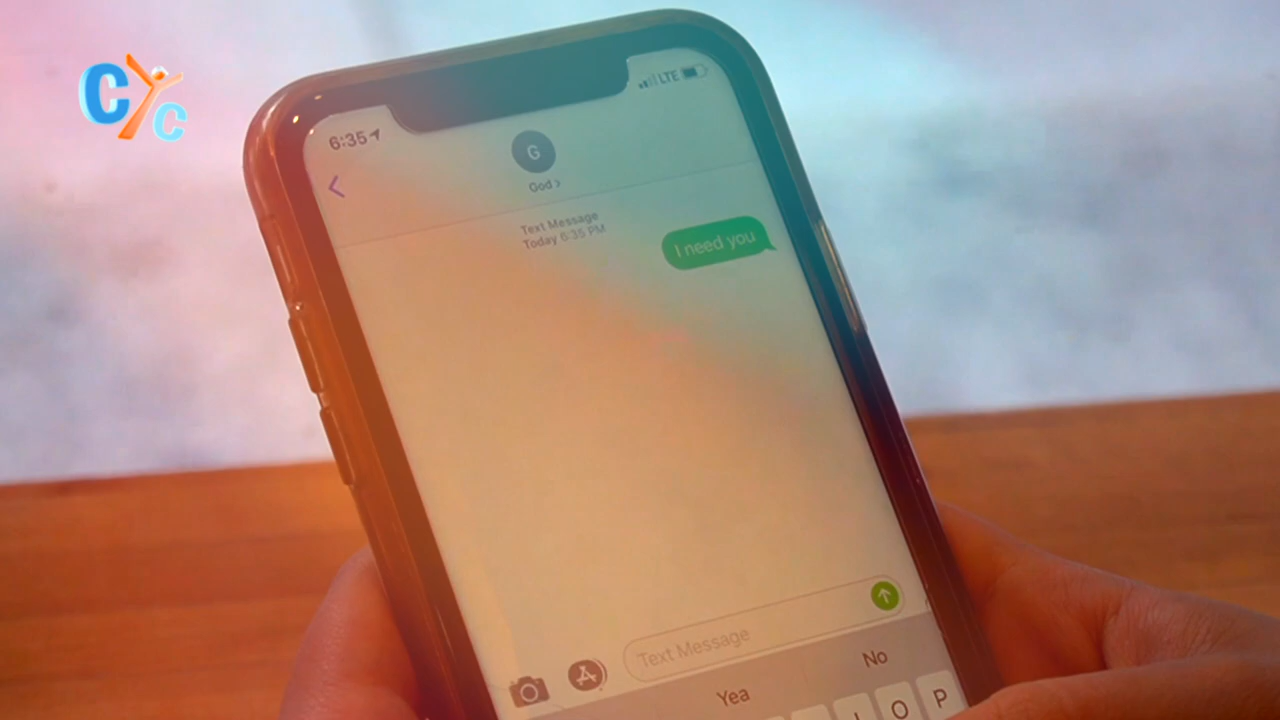 CYC
6:35
LTE
G
God >
Text Message
Today 6:35 PM
I need you
Text Message
Yea
No
I O P